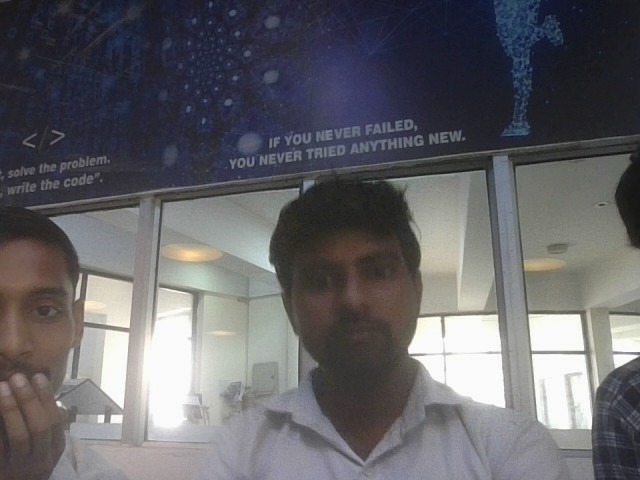 </>
, solve the problem.
, write the code".
IF YOU NEVER FAILED,
YOU NEVER TRIED ANYTHING NEW.